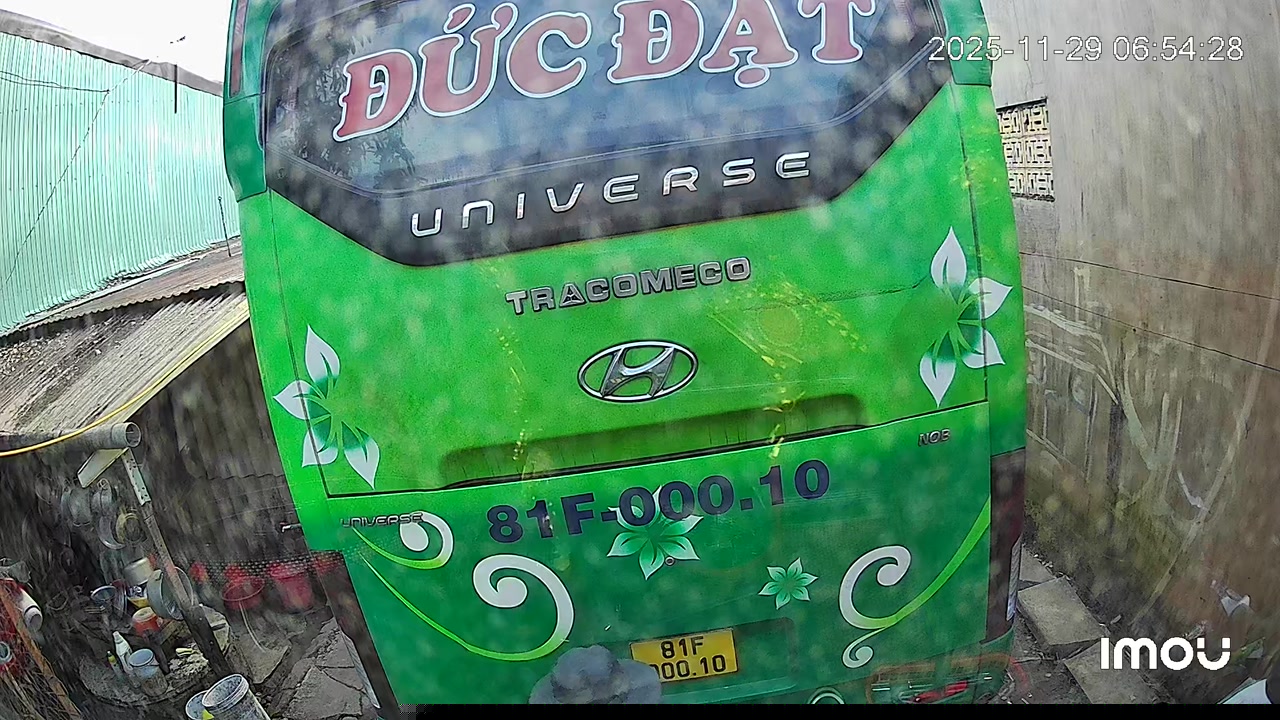 ĐỨC ĐẠT
2025-11-29 06:54:28
UNIVERSE
TRACOMECO
NOB
81F-000.10
UNIVERSE
81F
000.10
imou